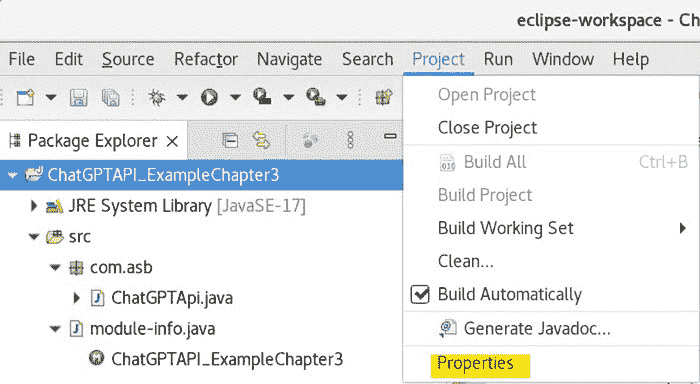 eclipse-workspace - Ch
File Edit Source Refactor Navigate Search Project Run Window Help
Package Explorer
ChatGPTAPI_ExampleChapter3
JRE System Library [JavaSE-17]
src
com.asb
ChatGPTApi.java
module-info.java
ChatGPTAPI_ExampleChapter3
Open Project
Close Project
Build All Ctrl+B
Build Project
Build Working Set
Clean...
Build Automatically
Generate Javadoc...
Properties